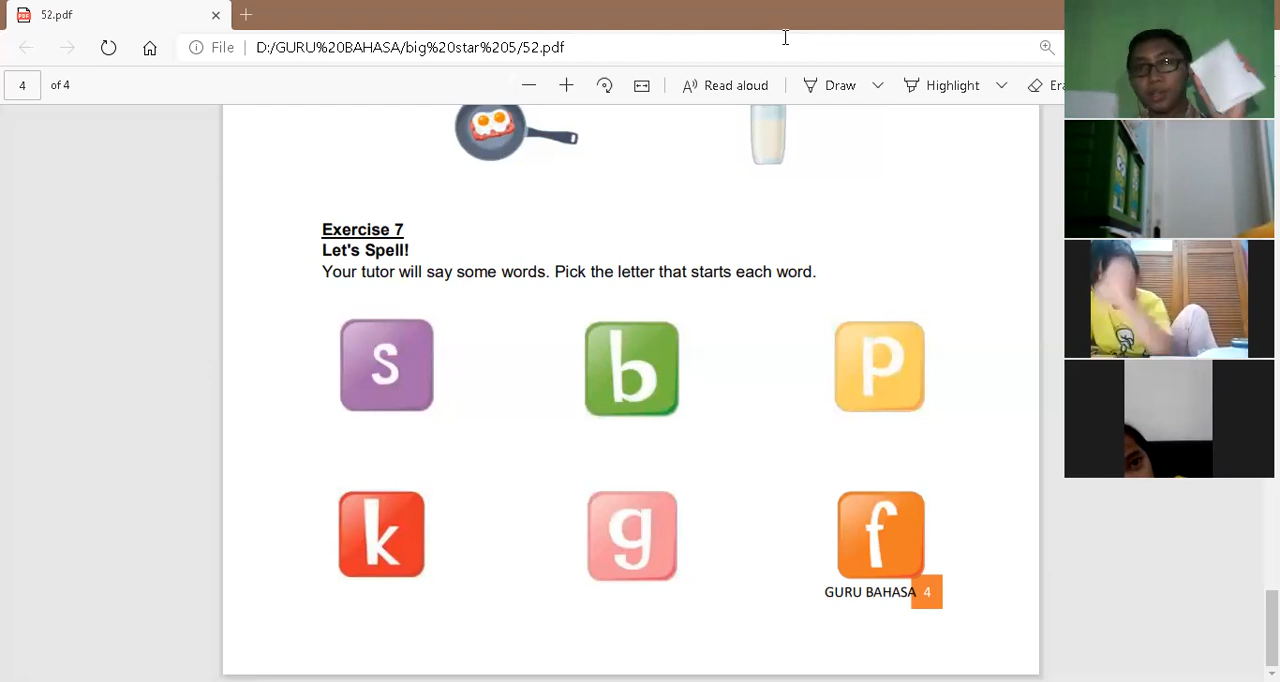 52.pdf
File D:/GURU%20BAHASA/big%20star%205/52.pdf
4 of 4 Read aloud Draw Highlight
Exercise 7
Let's Spell!
Your tutor will say some words. Pick the letter that starts each word.
s b p
k g f
GURU BAHASA 4